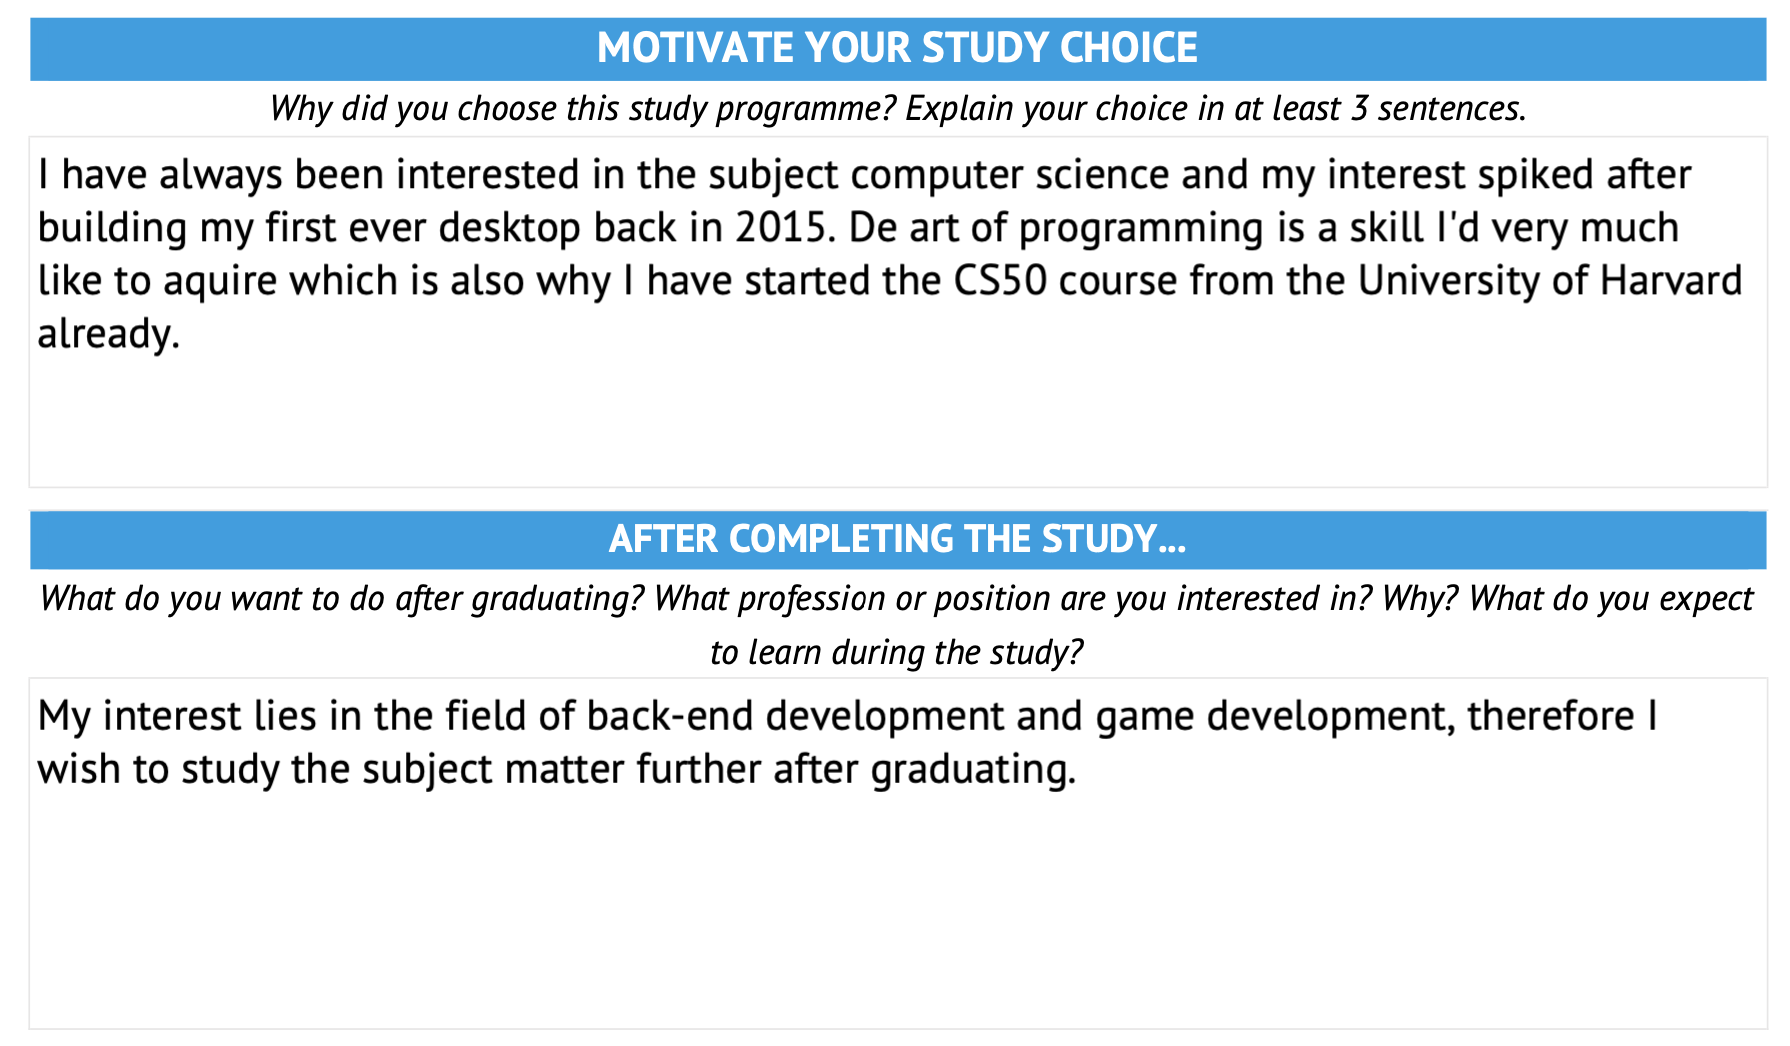 MOTIVATE YOUR STUDY CHOICE
Why did you choose this study programme? Explain your choice in at least 3 sentences.
I have always been interested in the subject computer science and my interest spiked after
building my first ever desktop back in 2015. De art of programming is a skill I'd very much
like to aquire which is also why I have started the CS50 course from the University of Harvard
already.
AFTER COMPLETING THE STUDY...
What do you want to do after graduating? What profession or position are you interested in? Why? What do you expect
to learn during the study?
My interest lies in the field of back-end development and game development, therefore I
wish to study the subject matter further after graduating.